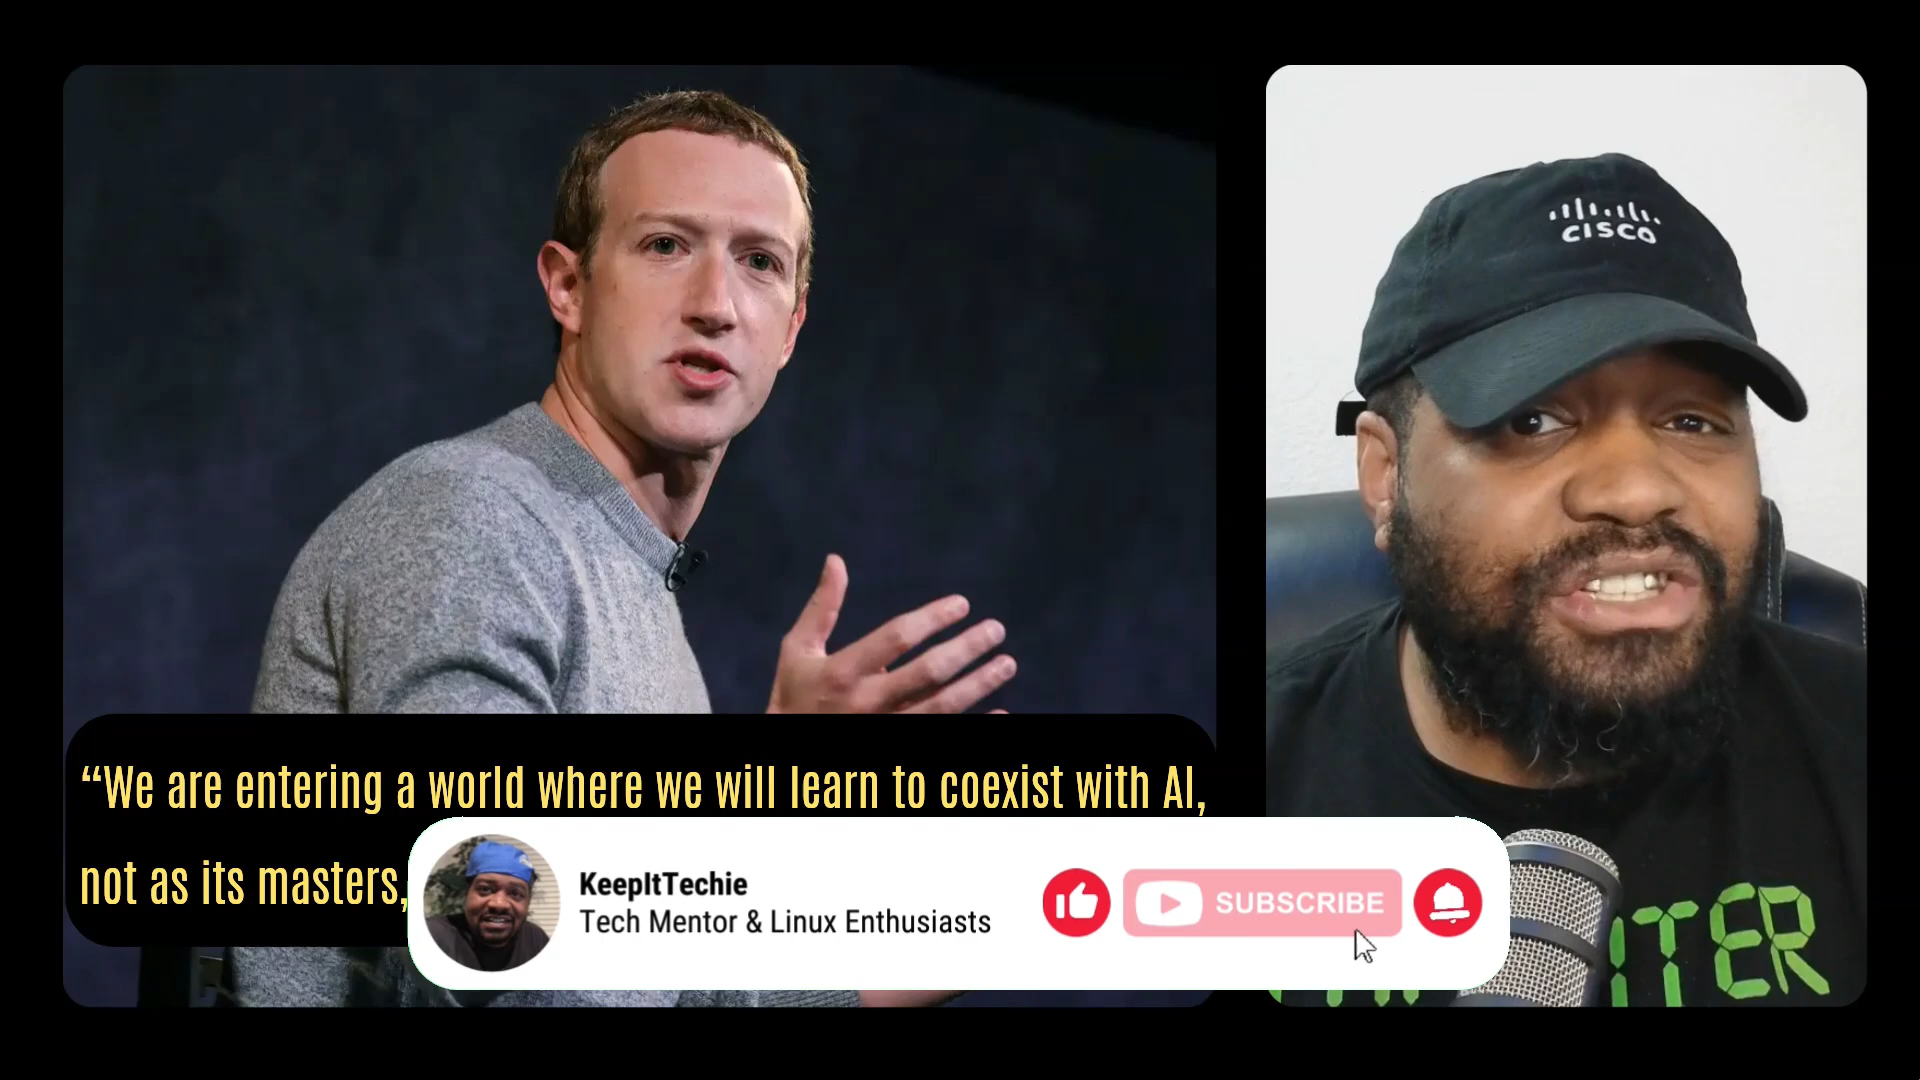 CISCO
“We are entering a world where we will learn to coexist with AI,
not as its masters,
KeepItTechie
Tech Mentor & Linux Enthusiasts
SUBSCRIBE